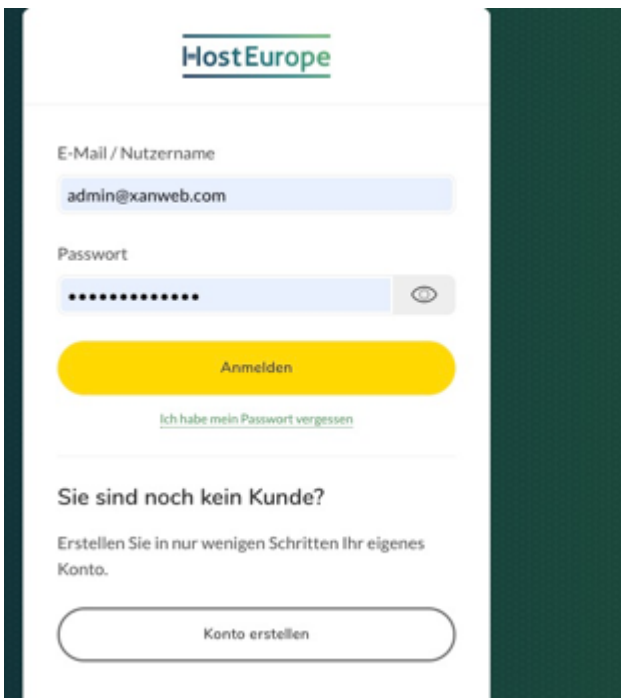 HostEurope
E-Mail / Nutzername
admin@xanweb.com
Passwort
•••••••••••••
Anmelden
Ich habe mein Passwort vergessen
Sie sind noch kein Kunde?
Erstellen Sie in nur wenigen Schritten Ihr eigenes
Konto.
Konto erstellen